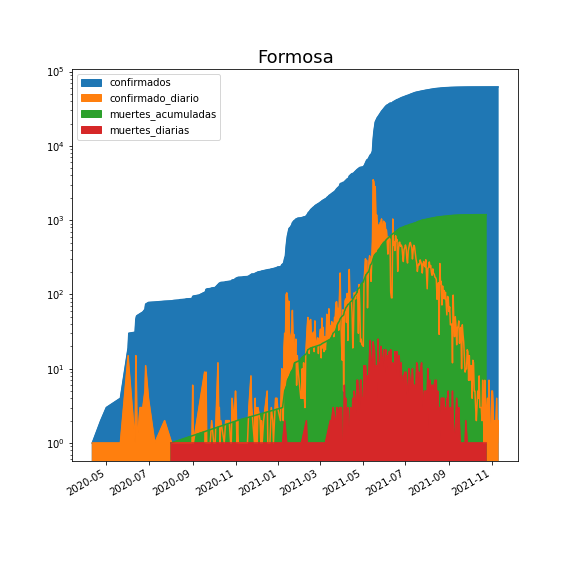 Formosa
confirmados
confirmado_diario
muertes_acumuladas
muertes_diarias
10^5
10^4
10^3
10^2
10^1
10^0
2020-05 2020-07 2020-09 2020-11 2021-01 2021-03 2021-05 2021-07 2021-09 2021-11